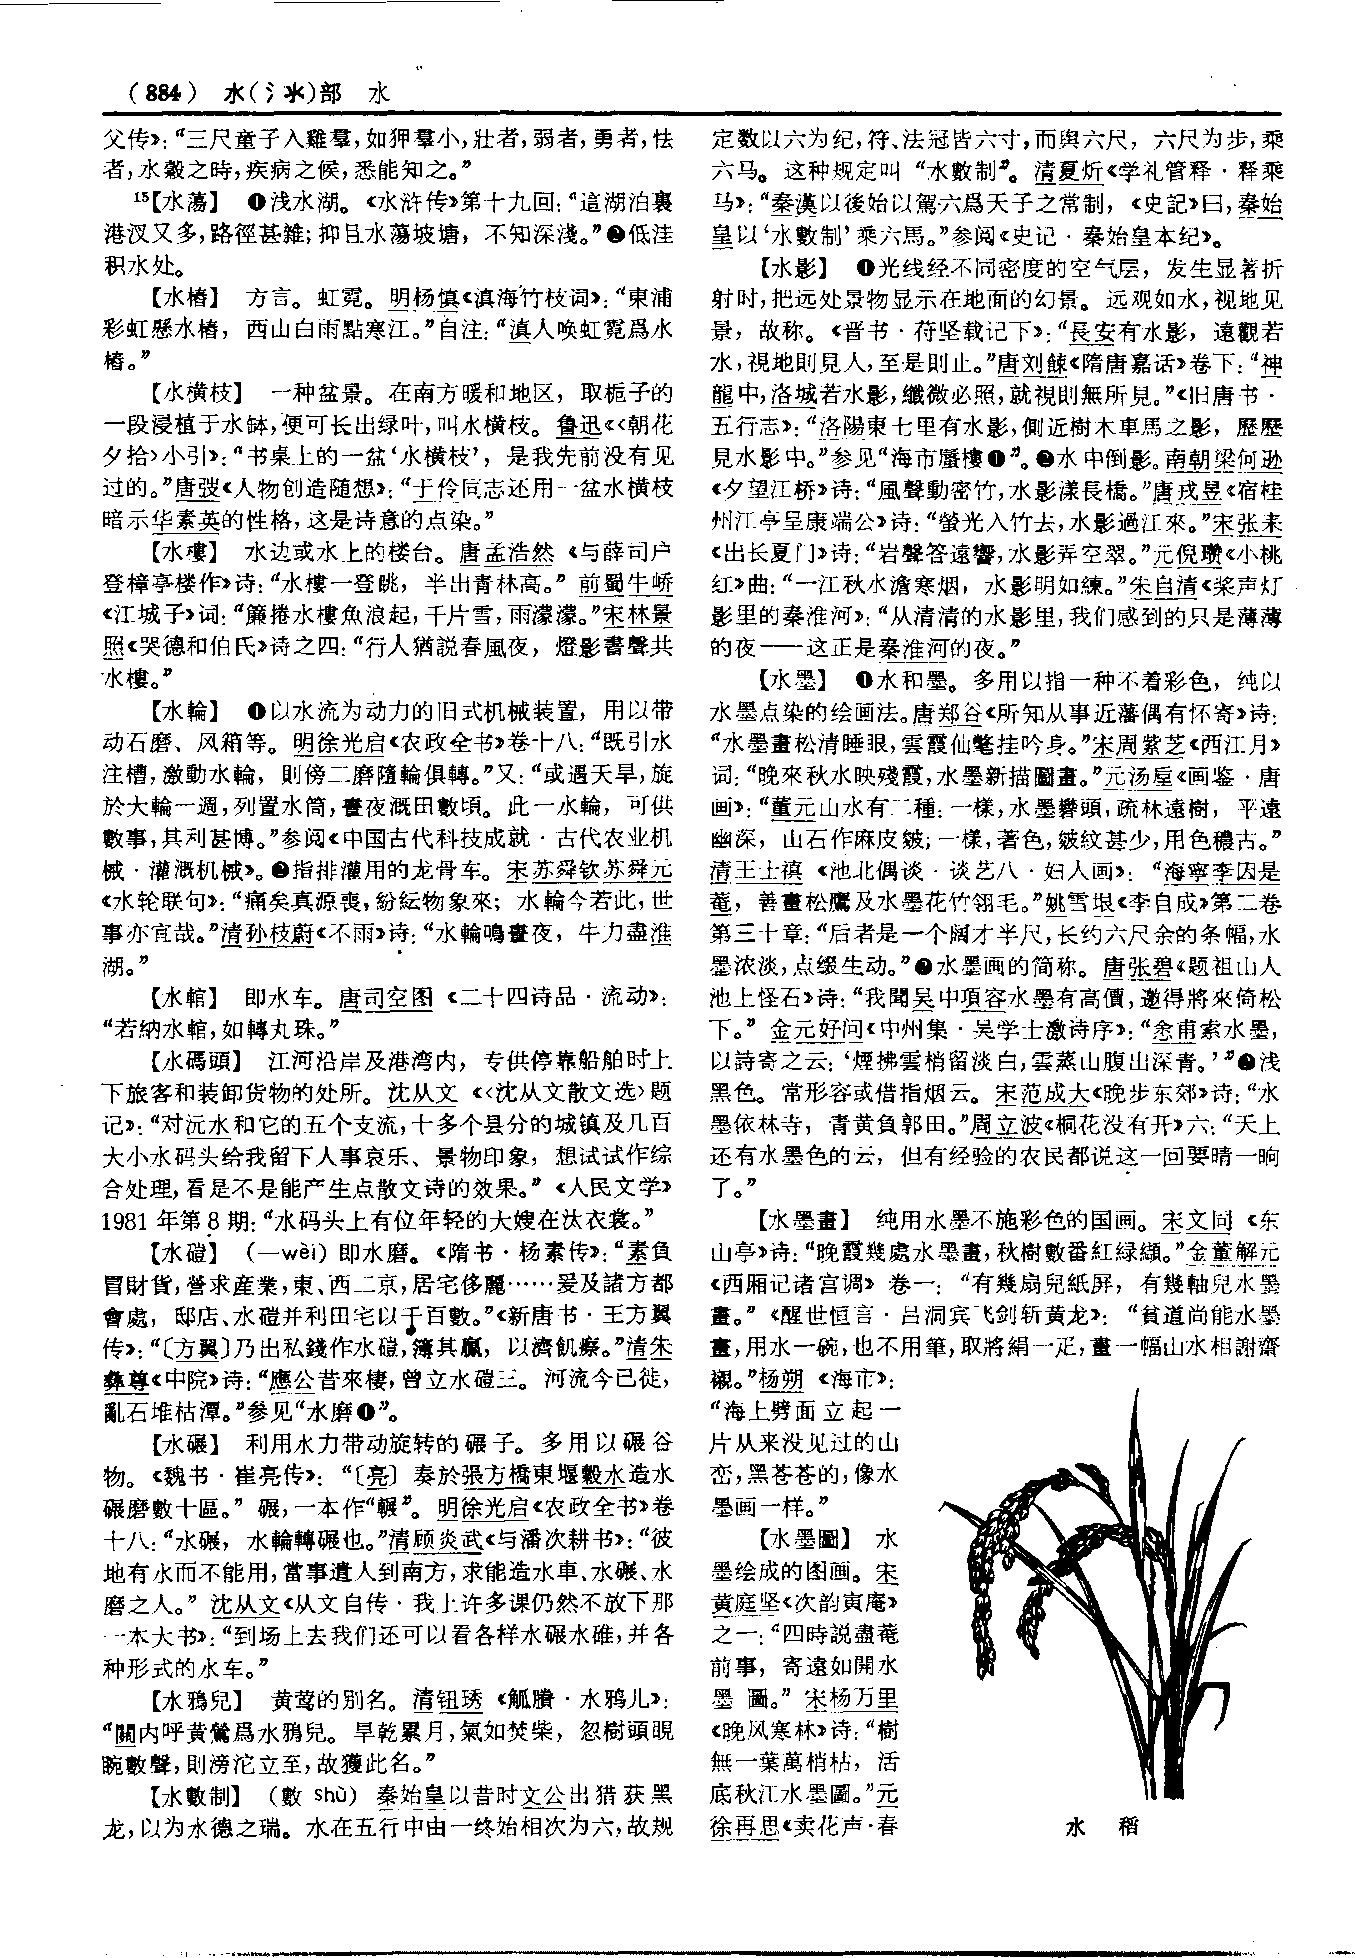 (884) 水(氵氺)部 水
父传》：“三尺童子入雞羣，如狎羣小，壯者，弱者，勇者，怯
者，水穀之時，疾病之候，悉能知之。”
15【水蕩】 ❶浅水湖。《水浒传》第十九回：“這湖泊裏
港汊又多，路徑甚雜；抑且水蕩坡塘，不知深淺。”❷低洼
积水处。
【水樁】 方言。虹霓。明杨慎《滇海竹枝词》：“東浦
彩虹懸水樁，西山白雨點寒江。”自注：“滇人唤虹霓爲水
樁。”
【水横枝】 一种盆景。在南方暖和地区，取栀子的
一段浸植于水缽，便可长出绿叶，叫水横枝。鲁迅《〈朝花
夕拾〉小引》：“书桌上的一盆‘水横枝’，是我先前没有见
过的。”唐弢《人物创造随想》：“于伶同志还用一盆水横枝
暗示华素英的性格，这是诗意的点染。”
【水樓】 水边或水上的楼台。唐孟浩然《与薛司户
登樟亭楼作》诗：“水樓一登眺，半出青林高。”前蜀牛峤
《江城子》词：“簾捲水樓魚浪起，千片雪，雨濛濛。”宋林景
照《哭德和伯氏》诗之四：“行人猶説春風夜，燈影書聲共
水樓。”
【水輪】 ❶以水流为动力的旧式机械装置，用以带
动石磨、风箱等。明徐光启《农政全书》卷十八：“既引水
注槽，激動水輪，則傍二磨隨輪俱轉。”又：“或遇天旱，旋
於大輪一週，列置水筒，晝夜溉田數頃。此一水輪，可供
數事，其利甚博。”参阅《中国古代科技成就·古代农业机
械·灌溉机械》。❷指排灌用的龙骨车。宋苏舜钦苏舜元
《水轮联句》：“痛矣真源喪，紛紜物象來；水輪今若此，世
事亦宜哉。”清孙枝蔚《不雨》诗：“水輪鳴晝夜，牛力盡淮
湖。”
【水輨】 即水车。唐司空图《二十四诗品·流动》：
“若納水輨，如轉丸珠。”
【水碼頭】 江河沿岸及港湾内，专供停靠船舶时上
下旅客和装卸货物的处所。沈从文《〈沈从文散文选〉题
记》：“对沅水和它的五个支流，十多个县分的城镇及几百
大小水码头给我留下人事哀乐、景物印象，想试试作综
合处理，看是不是能产生点散文诗的效果。”《人民文学》
1981年第8期：“水码头上有位年轻的大嫂在汰衣裳。”
【水磑】 （—wèi）即水磨。《隋书·杨素传》：“素負
冒財貨，營求産業，東、西二京，居宅侈麗……爰及諸方都
會處，邸店、水磑并利田宅以千百數。”《新唐书·王方翼
传》：“〔方翼〕乃出私錢作水磑，簿其贏，以濟飢瘵。”清朱
彝尊《中院》诗：“應公昔來棲，曾立水磑三。河流今已徙，
亂石堆枯潭。”参见“水磨❶”。
【水碾】 利用水力带动旋转的碾子。多用以碾谷
物。《魏书·崔亮传》：“〔亮〕奏於張方橋東堰穀水造水
碾磨數十區。”碾，一本作“輾”。明徐光启《农政全书》卷
十八：“水碾，水輪轉碾也。”清顾炎武《与潘次耕书》：“彼
地有水而不能用，當事遣人到南方，求能造水車、水碾、水
磨之人。”沈从文《从文自传·我上许多课仍然不放下那
一本大书》：“到场上去我们还可以看各样水碾水碓，并各
种形式的水车。”
【水鴉兒】 黄莺的别名。清钮琇《觚賸·水鸦儿》：
“關内呼黄鶯爲水鴉兒。旱乾累月，氣如焚柴，忽樹頭睍
睆數聲，則滂沱立至，故獲此名。”
【水數制】 （數 shù）秦始皇以昔时文公出猎获黑
龙，以为水德之瑞。水在五行中由一终始相次为六，故规
定数以六为纪，符、法冠皆六寸，而舆六尺，六尺为步，乘
六马。这种规定叫“水數制”。清夏炘《学礼管释·释乘
马》：“秦漢以後始以駕六爲天子之常制，《史記》曰，秦始
皇以‘水數制’乘六馬。”参阅《史记·秦始皇本纪》。
【水影】 ❶光线经不同密度的空气层，发生显著折
射时，把远处景物显示在地面的幻景。远观如水，视地见
景，故称。《晋书·苻坚载记下》：“長安有水影，遠觀若
水，視地則見人，至是則止。”唐刘餗《隋唐嘉话》卷下：“神
龍中，洛城若水影，纖微必照，就視則無所見。”《旧唐书·
五行志》：“洛陽東七里有水影，側近樹木車馬之影，歷歷
見水影中。”参见“海市蜃樓❶”。❷水中倒影。南朝梁何逊
《夕望江桥》诗：“風聲動密竹，水影漾長橋。”唐戎昱《宿桂
州江亭呈康端公》诗：“螢光入竹去，水影過江來。”宋张耒
《出长夏门》诗：“岩聲答遠響，水影弄空翠。”元倪瓒《小桃
红》曲：“一江秋水澹寒烟，水影明如練。”朱自清《桨声灯
影里的秦淮河》：“从清清的水影里，我们感到的只是薄薄
的夜——这正是秦淮河的夜。”
【水墨】 ❶水和墨。多用以指一种不着彩色，纯以
水墨点染的绘画法。唐郑谷《所知从事近藩偶有怀寄》诗：
“水墨畫松清睡眼，雲霞仙氅挂吟身。”宋周紫芝《西江月》
词：“晚來秋水映殘霞，水墨新描圖畫。”元汤垕《画鉴·唐
画》：“董元山水有二種：一樣，水墨礬頭，疏林遠樹，平遠
幽深，山石作麻皮皴；一樣，著色，皴紋甚少，用色穠古。”
清王士禛《池北偶谈·谈艺八·妇人画》：“海寧李因是
菴，善畫松鷹及水墨花竹翎毛。”姚雪垠《李自成》第二卷
第三十章：“后者是一个阔才半尺，长约六尺余的条幅，水
墨浓淡，点缀生动。”❷水墨画的简称。唐张碧《题祖山人
池上怪石》诗：“我聞吴中項容水墨有高價，邀得將來倚松
下。”金元好问《中州集·吴学士激诗序》：“悆甫索水墨，
以詩寄之云：‘煙拂雲梢留淡白，雲蒸山腹出深青。’”❸浅
黑色。常形容或借指烟云。宋范成大《晚步东郊》诗：“水
墨依林寺，青黄負郭田。”周立波《桐花没有开》六：“天上
还有水墨色的云，但有经验的农民都说这一回要晴一晌
了。”
【水墨畫】 纯用水墨不施彩色的国画。宋文同《东
山亭》诗：“晚霞幾處水墨畫，秋樹數番紅緑纈。”金董解元
《西厢记诸宫调》卷一：“有幾扇兒紙屏，有幾軸兒水墨
畫。”《醒世恒言·吕洞宾飞剑斩黄龙》：“貧道尚能水墨
畫，用水一碗，也不用筆，取將絹一疋，畫一幅山水相謝齋
襯。”杨朔《海市》：
“海上劈面立起一
片从来没见过的山
峦，黑苍苍的，像水
墨画一样。”
【水墨圖】 水
墨绘成的图画。宋
黄庭坚《次韵寅庵》
之一：“四時説盡菴
前事，寄遠如開水
墨圖。”宋杨万里
《晚风寒林》诗：“樹
無一葉萬梢枯，活
底秋江水墨圖。”元
徐再思《卖花声·春
水 稻